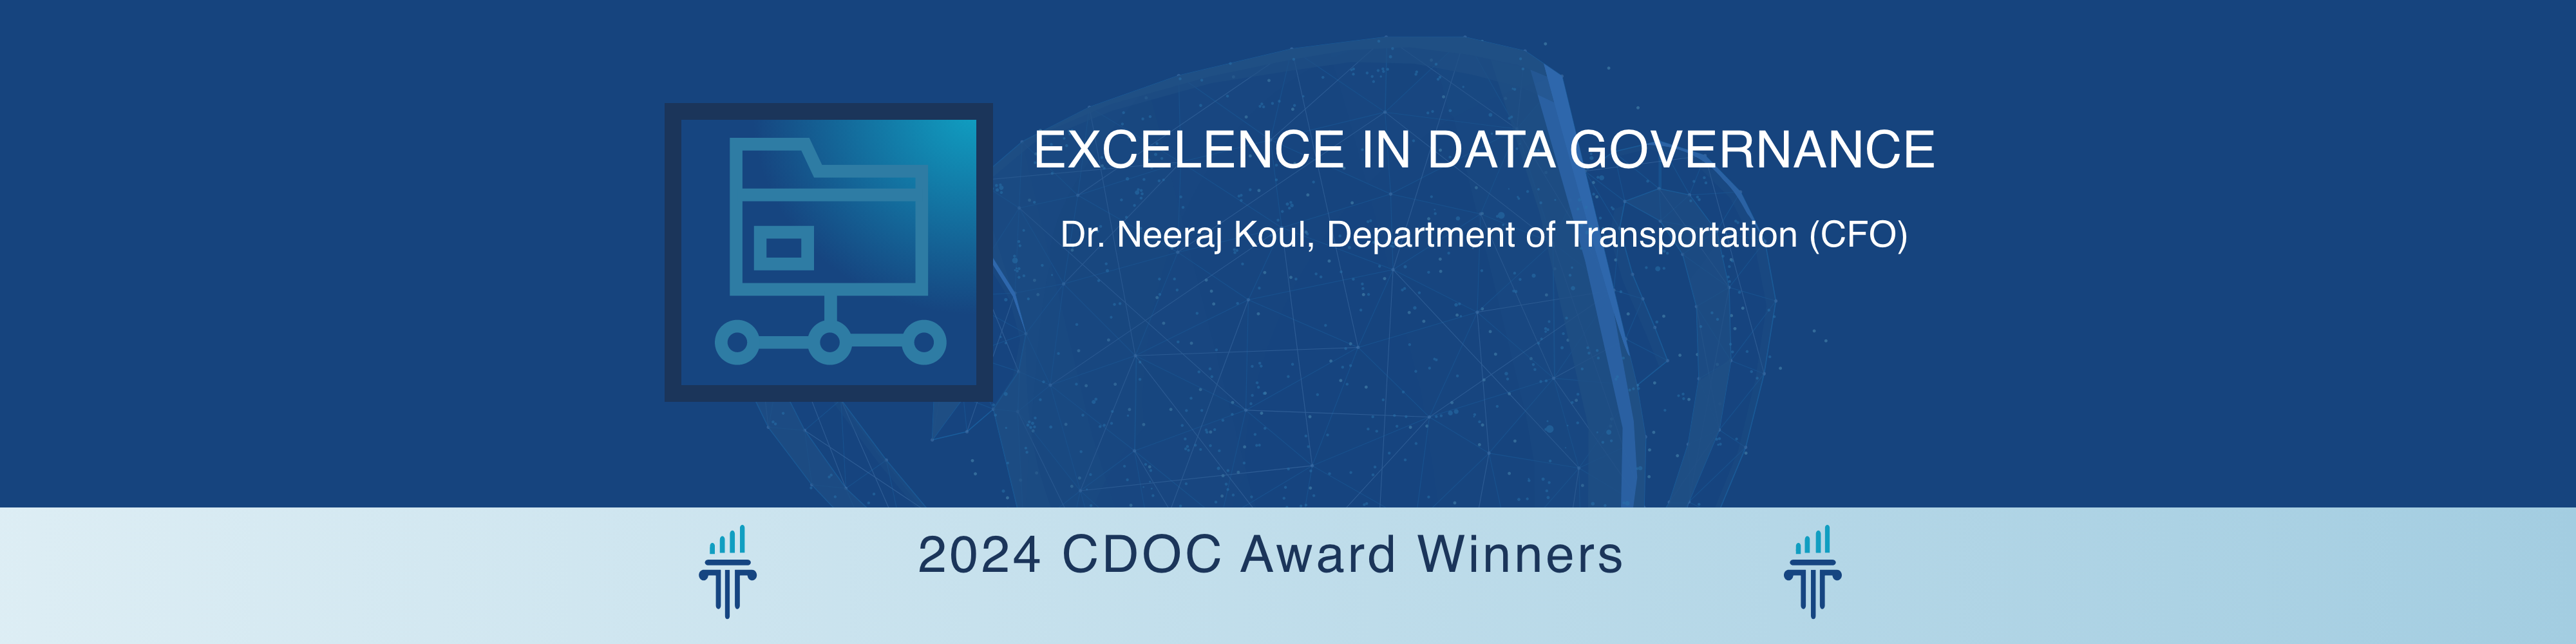 EXCELENCE IN DATA GOVERNANCE
Dr. Neeraj Koul, Department of Transportation (CFO)
2024 CDOC Award Winners